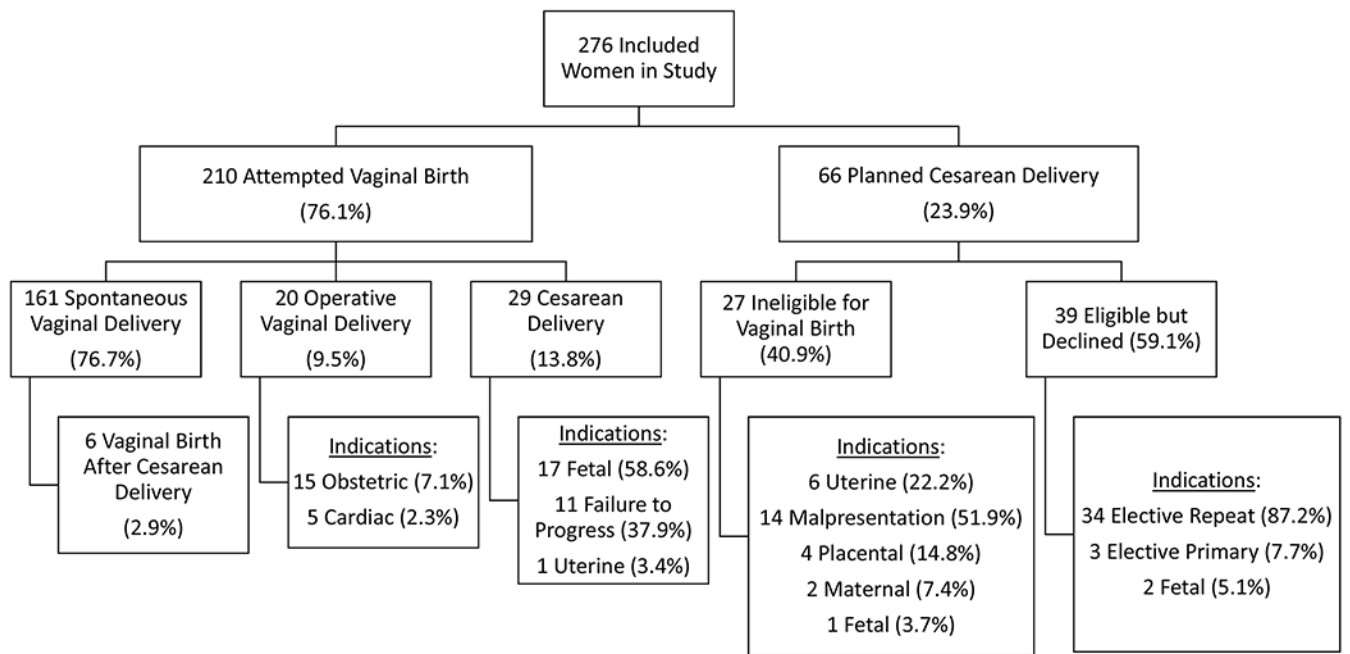 276 Included
Women in Study
210 Attempted Vaginal Birth
(76.1%)
66 Planned Cesarean Delivery
(23.9%)
161 Spontaneous
Vaginal Delivery
(76.7%)
20 Operative
Vaginal Delivery
(9.5%)
29 Cesarean
Delivery
(13.8%)
27 Ineligible for
Vaginal Birth
(40.9%)
39 Eligible but
Declined (59.1%)
6 Vaginal Birth
After Cesarean
Delivery
(2.9%)
Indications:
15 Obstetric (7.1%)
5 Cardiac (2.3%)
Indications:
17 Fetal (58.6%)
11 Failure to
Progress (37.9%)
1 Uterine (3.4%)
Indications:
6 Uterine (22.2%)
14 Malpresentation (51.9%)
4 Placental (14.8%)
2 Maternal (7.4%)
1 Fetal (3.7%)
Indications:
34 Elective Repeat (87.2%)
3 Elective Primary (7.7%)
2 Fetal (5.1%)